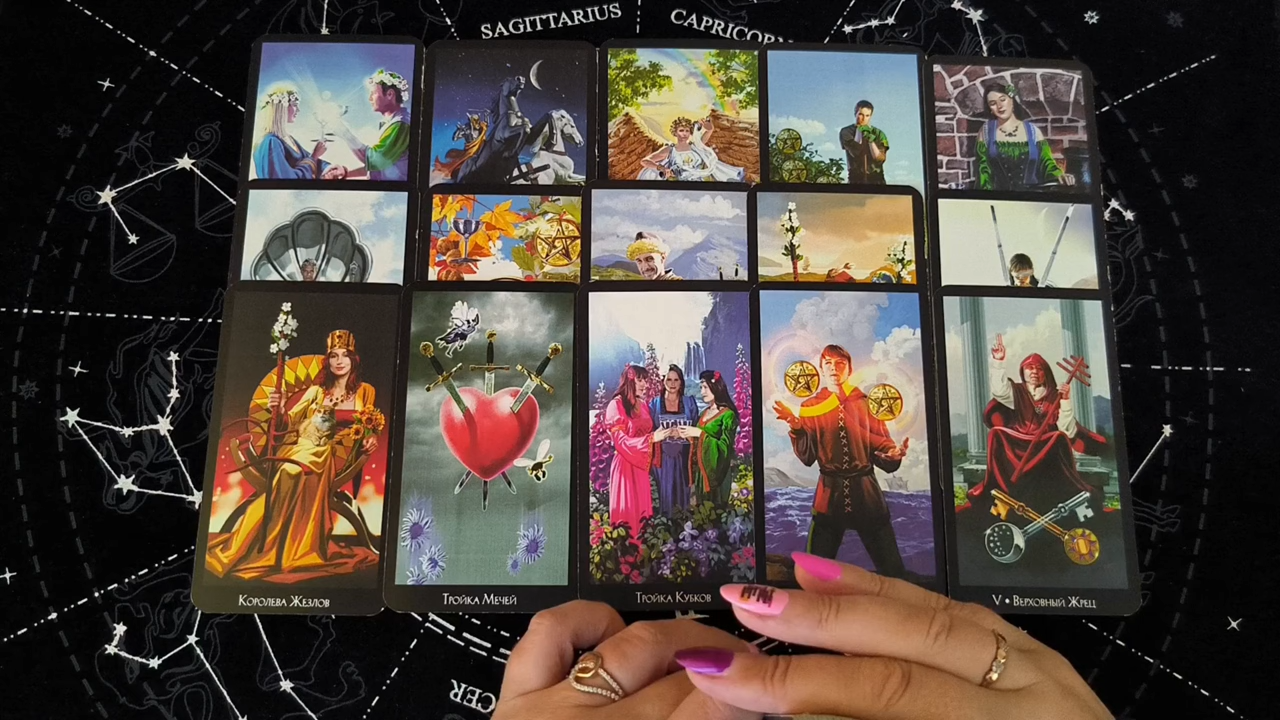 SAGITTARIUS
CAPRICORN
Королева Жезлов
Тройка Мечей
Тройка Кубков
V • Верховный Жрец